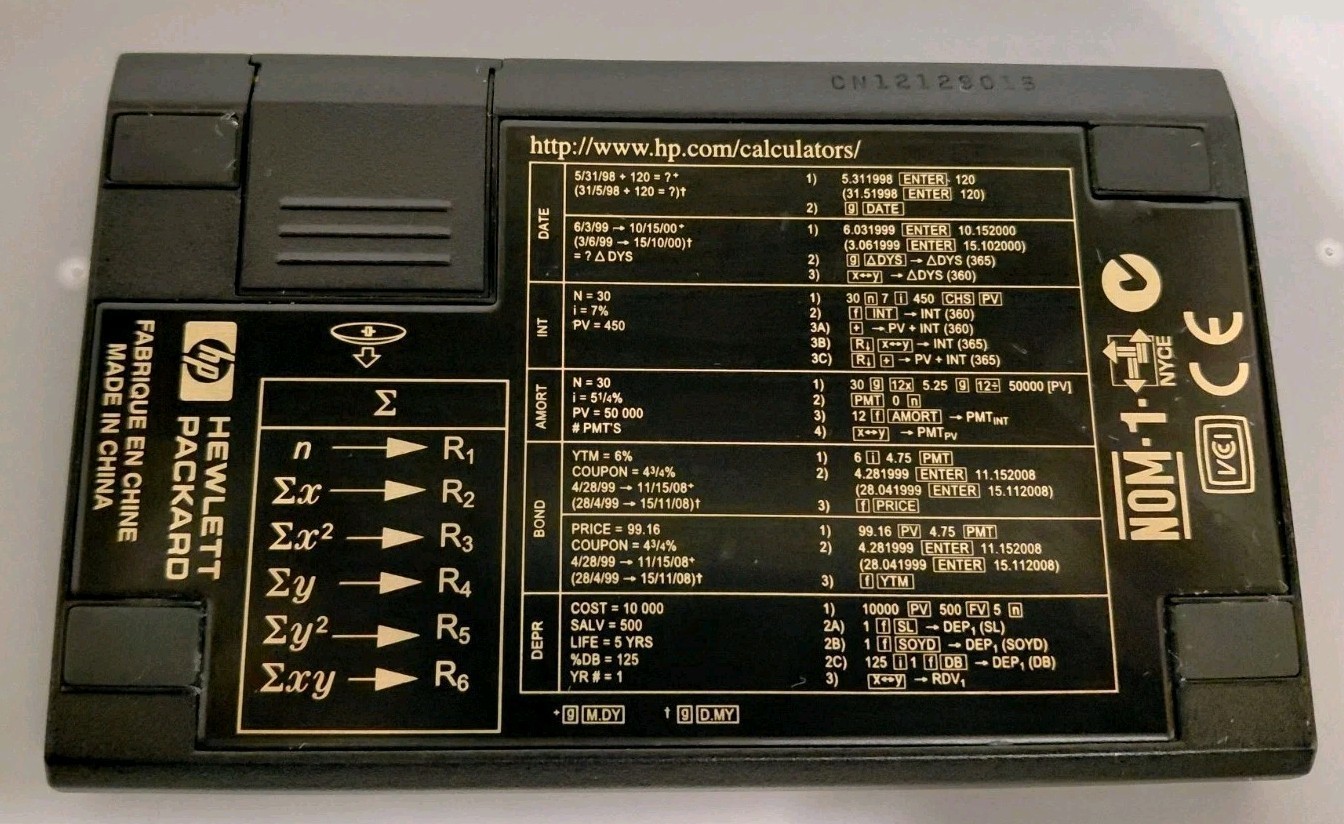 CN12129015
http://www.hp.com/calculators/
DATE
5/31/98 + 120 = ?*
(31/5/98 + 120 = ?)†
1) 5.311998 ENTER 120
(31.51998 ENTER 120)
2) g DATE
6/3/99 → 10/15/00*
(3/6/99 → 15/10/00)†
= ? Δ DYS
1) 6.031999 ENTER 10.152000
(3.061999 ENTER 15.102000)
2) g ΔDYS → ΔDYS (365)
3) x↔y → ΔDYS (360)
INT
N = 30
i = 7%
PV = 450
1) 30 n 7 i 450 CHS PV
2) f INT → INT (360)
3A) + → PV + INT (360)
3B) R↓ x↔y → INT (365)
3C) R↓ + → PV + INT (365)
AMORT
N = 30
i = 51/4%
PV = 50 000
# PMT'S
1) 30 g 12x 5.25 g 12÷ 50000 [PV]
2) PMT 0 n
3) 12 f AMORT → PMTINT
4) x↔y → PMTPV
BOND
YTM = 6%
COUPON = 43/4%
4/28/99 → 11/15/08*
(28/4/99 → 15/11/08)†
1) 6 i 4.75 PMT
2) 4.281999 ENTER 11.152008
(28.041999 ENTER 15.112008)
3) f PRICE
PRICE = 99.16
COUPON = 43/4%
4/28/99 → 11/15/08*
(28/4/99 → 15/11/08)†
1) 99.16 PV 4.75 PMT
2) 4.281999 ENTER 11.152008
(28.041999 ENTER 15.112008)
3) f YTM
DEPR
COST = 10 000
SALV = 500
LIFE = 5 YRS
%DB = 125
YR # = 1
1) 10000 PV 500 FV 5 n
2A) 1 f SL → DEP1 (SL)
2B) 1 f SOYD → DEP1 (SOYD)
2C) 125 i 1 f DB → DEP1 (DB)
3) x↔y → RDV1
* g M.DY † g D.MY
Σ
n → R1
Σx → R2
Σx² → R3
Σy → R4
Σy² → R5
Σxy → R6
hp
HEWLETT
PACKARD
FABRIQUE EN CHINE
MADE IN CHINA
NYCE
NOM-1-
CE
VCI